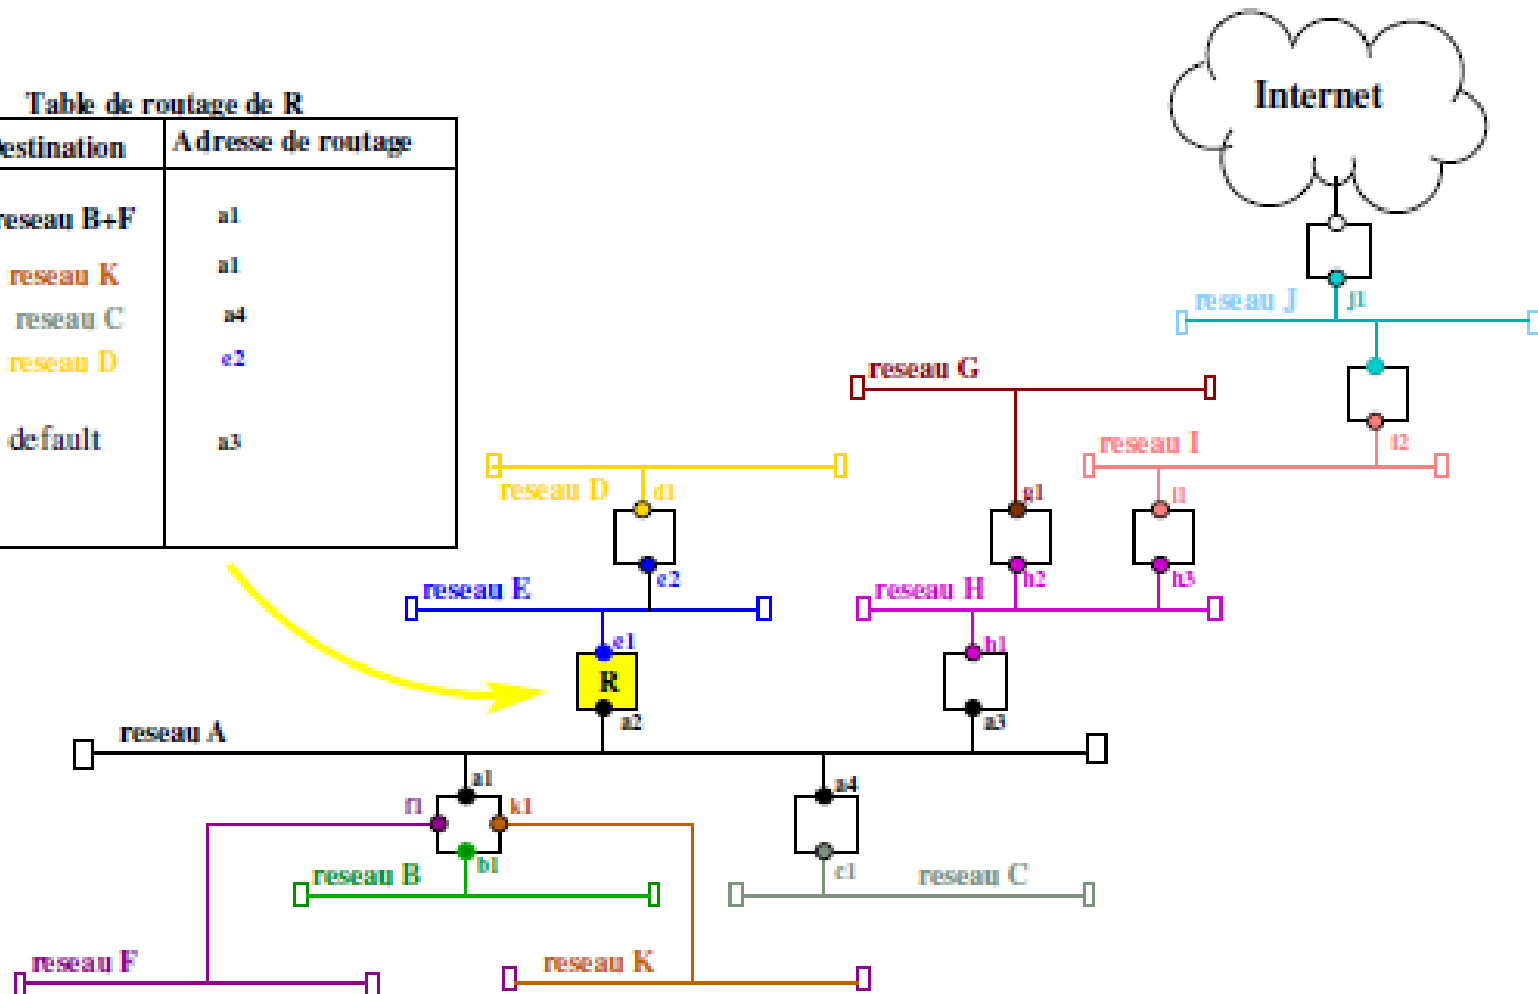 Table de routage de R
estination
Adresse de routage
reseau B+F
a1
reseau K
a1
reseau C
a4
reseau D
e2
default
a3
Internet
reseau J
j1
reseau G
reseau I
i2
reseau D
d1
g1
i1
reseau E
e2
reseau H
h2
h3
e1
h1
R
reseau A
a2
a3
a1
a4
f1
k1
reseau B
b1
c1
reseau C
reseau F
reseau K